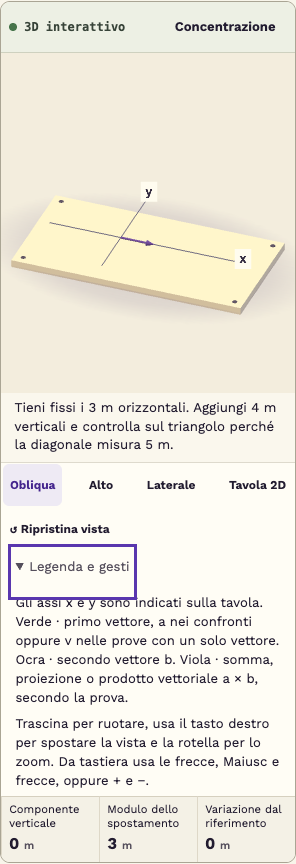 3D interattivo Concentrazione
y
x
Tieni fissi i 3 m orizzontali. Aggiungi 4 m
verticali e controlla sul triangolo perché
la diagonale misura 5 m.
Obliqua Alto Laterale Tavola 2D
↺ Ripristina vista
▼ Legenda e gesti
Gli assi x e y sono indicati sulla tavola.
Verde · primo vettore, a nei confronti
oppure v nelle prove con un solo vettore.
Ocra · secondo vettore b. Viola · somma,
proiezione o prodotto vettoriale a × b,
secondo la prova.
Trascina per ruotare, usa il tasto destro
per spostare la vista e la rotella per lo
zoom. Da tastiera usa le frecce, Maiusc e
frecce, oppure + e −.
Componente verticale
0 m
Modulo dello spostamento
3 m
Variazione dal riferimento
0 m